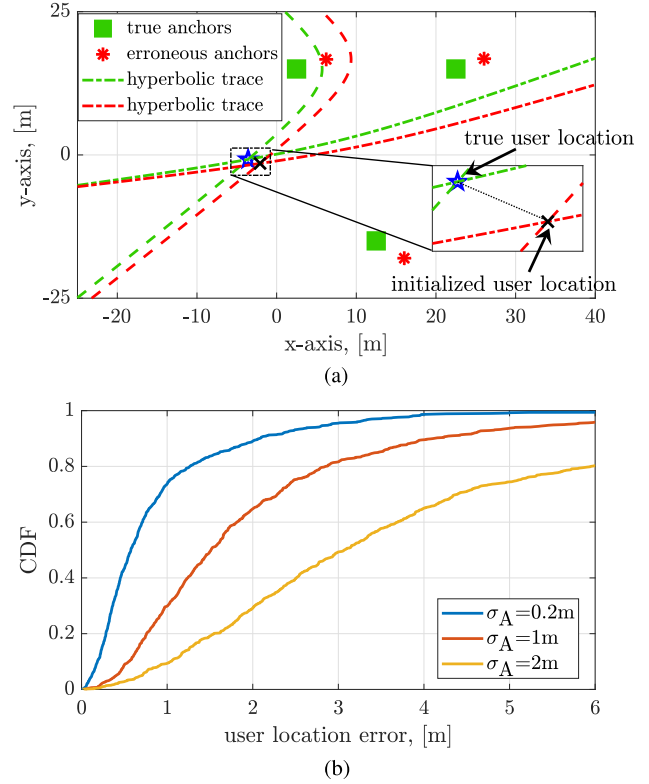 25
true anchors
erroneous anchors
hyperbolic trace
hyperbolic trace
true user location
0
y-axis, [m]
initialized user location
-25
-20 -10 0 10 20 30 40
x-axis, [m]
(a)
1
0.8
0.6
CDF
0.4
σA=0.2m
σA=1m
0.2
σA=2m
0
0 1 2 3 4 5 6
user location error, [m]
(b)